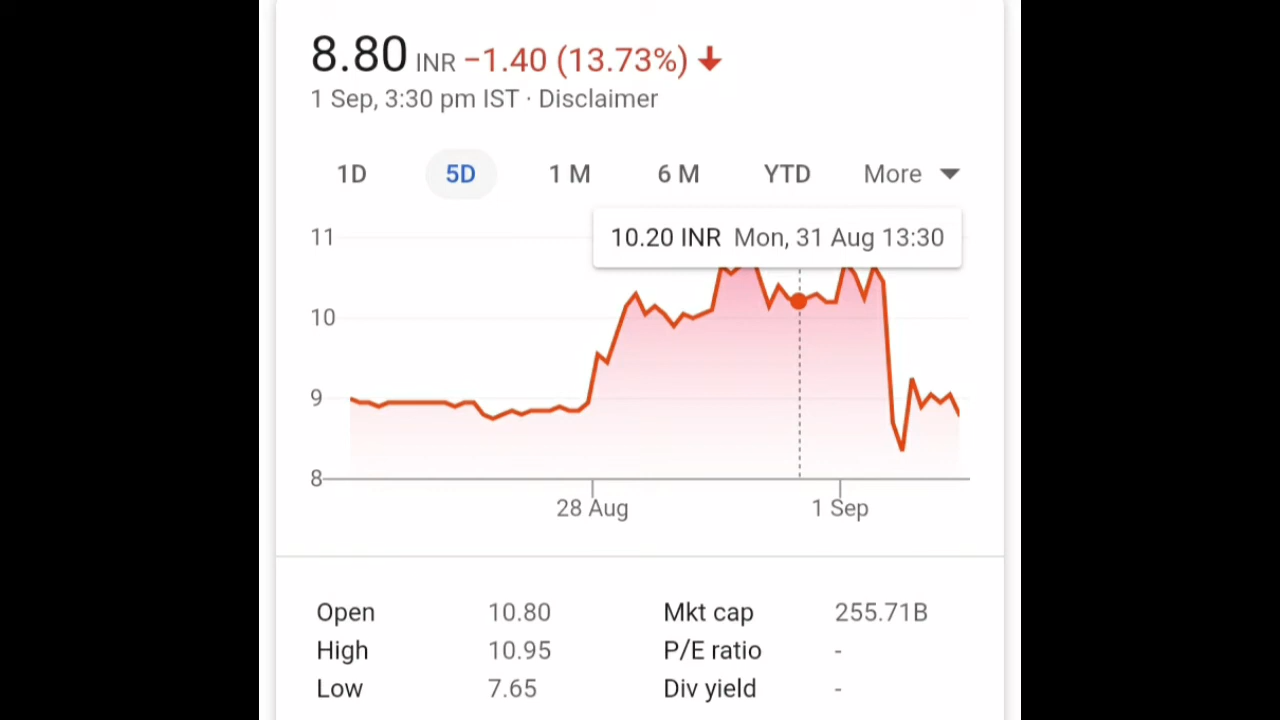 8.80 INR −1.40 (13.73%)
1 Sep, 3:30 pm IST · Disclaimer
1D 5D 1 M 6 M YTD More
10.20 INR Mon, 31 Aug 13:30
11
10
9
8
28 Aug 1 Sep
Open 10.80 Mkt cap 255.71B
High 10.95 P/E ratio -
Low 7.65 Div yield -